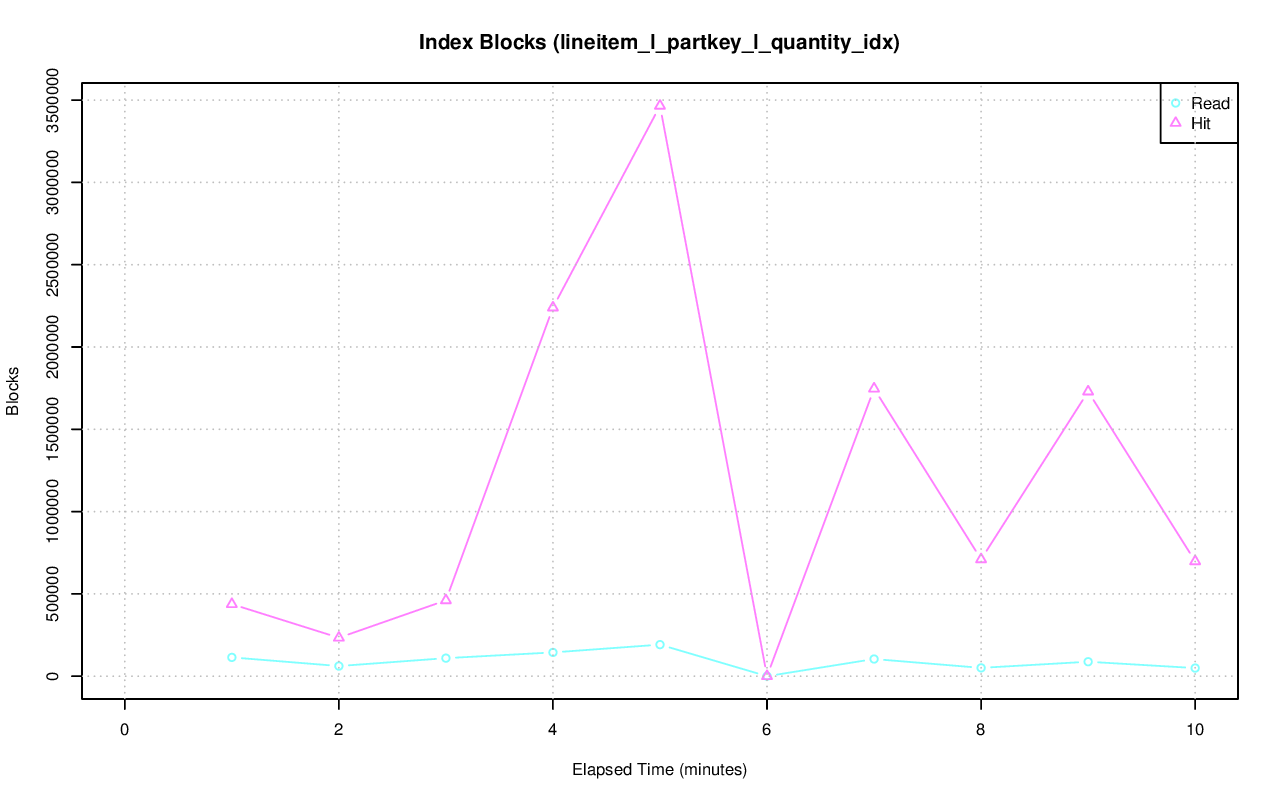 Index Blocks (lineitem_l_partkey_l_quantity_idx)
Read
Hit
Blocks
3500000
3000000
2500000
2000000
1500000
1000000
500000
0
0 2 4 6 8 10
Elapsed Time (minutes)